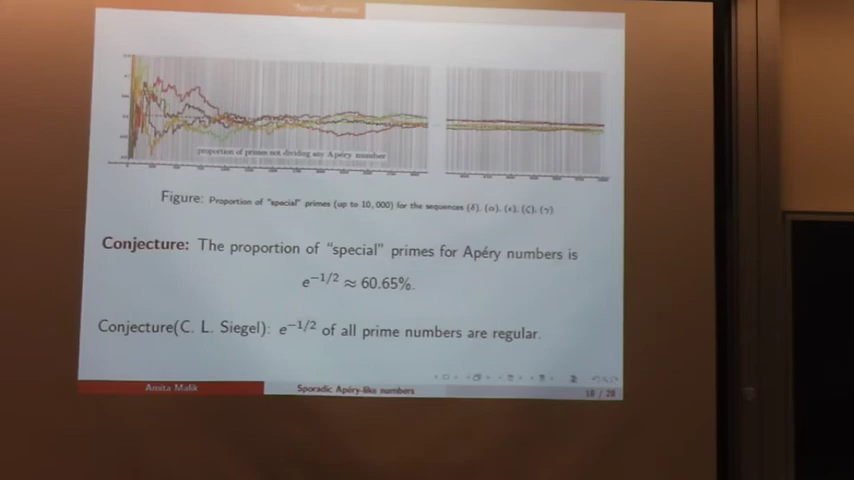 "Special" primes
proportion of primes not dividing any Apéry number
Figure: Proportion of "special" primes (up to 10,000) for the sequences (δ), (α), (ε), (ζ), (γ).
Conjecture: The proportion of "special" primes for Apéry numbers is
e^{-1/2} ≈ 60.65%.
Conjecture(C. L. Siegel): e^{-1/2} of all prime numbers are regular.
Amita Malik Sporadic Apéry-like numbers 18 / 28